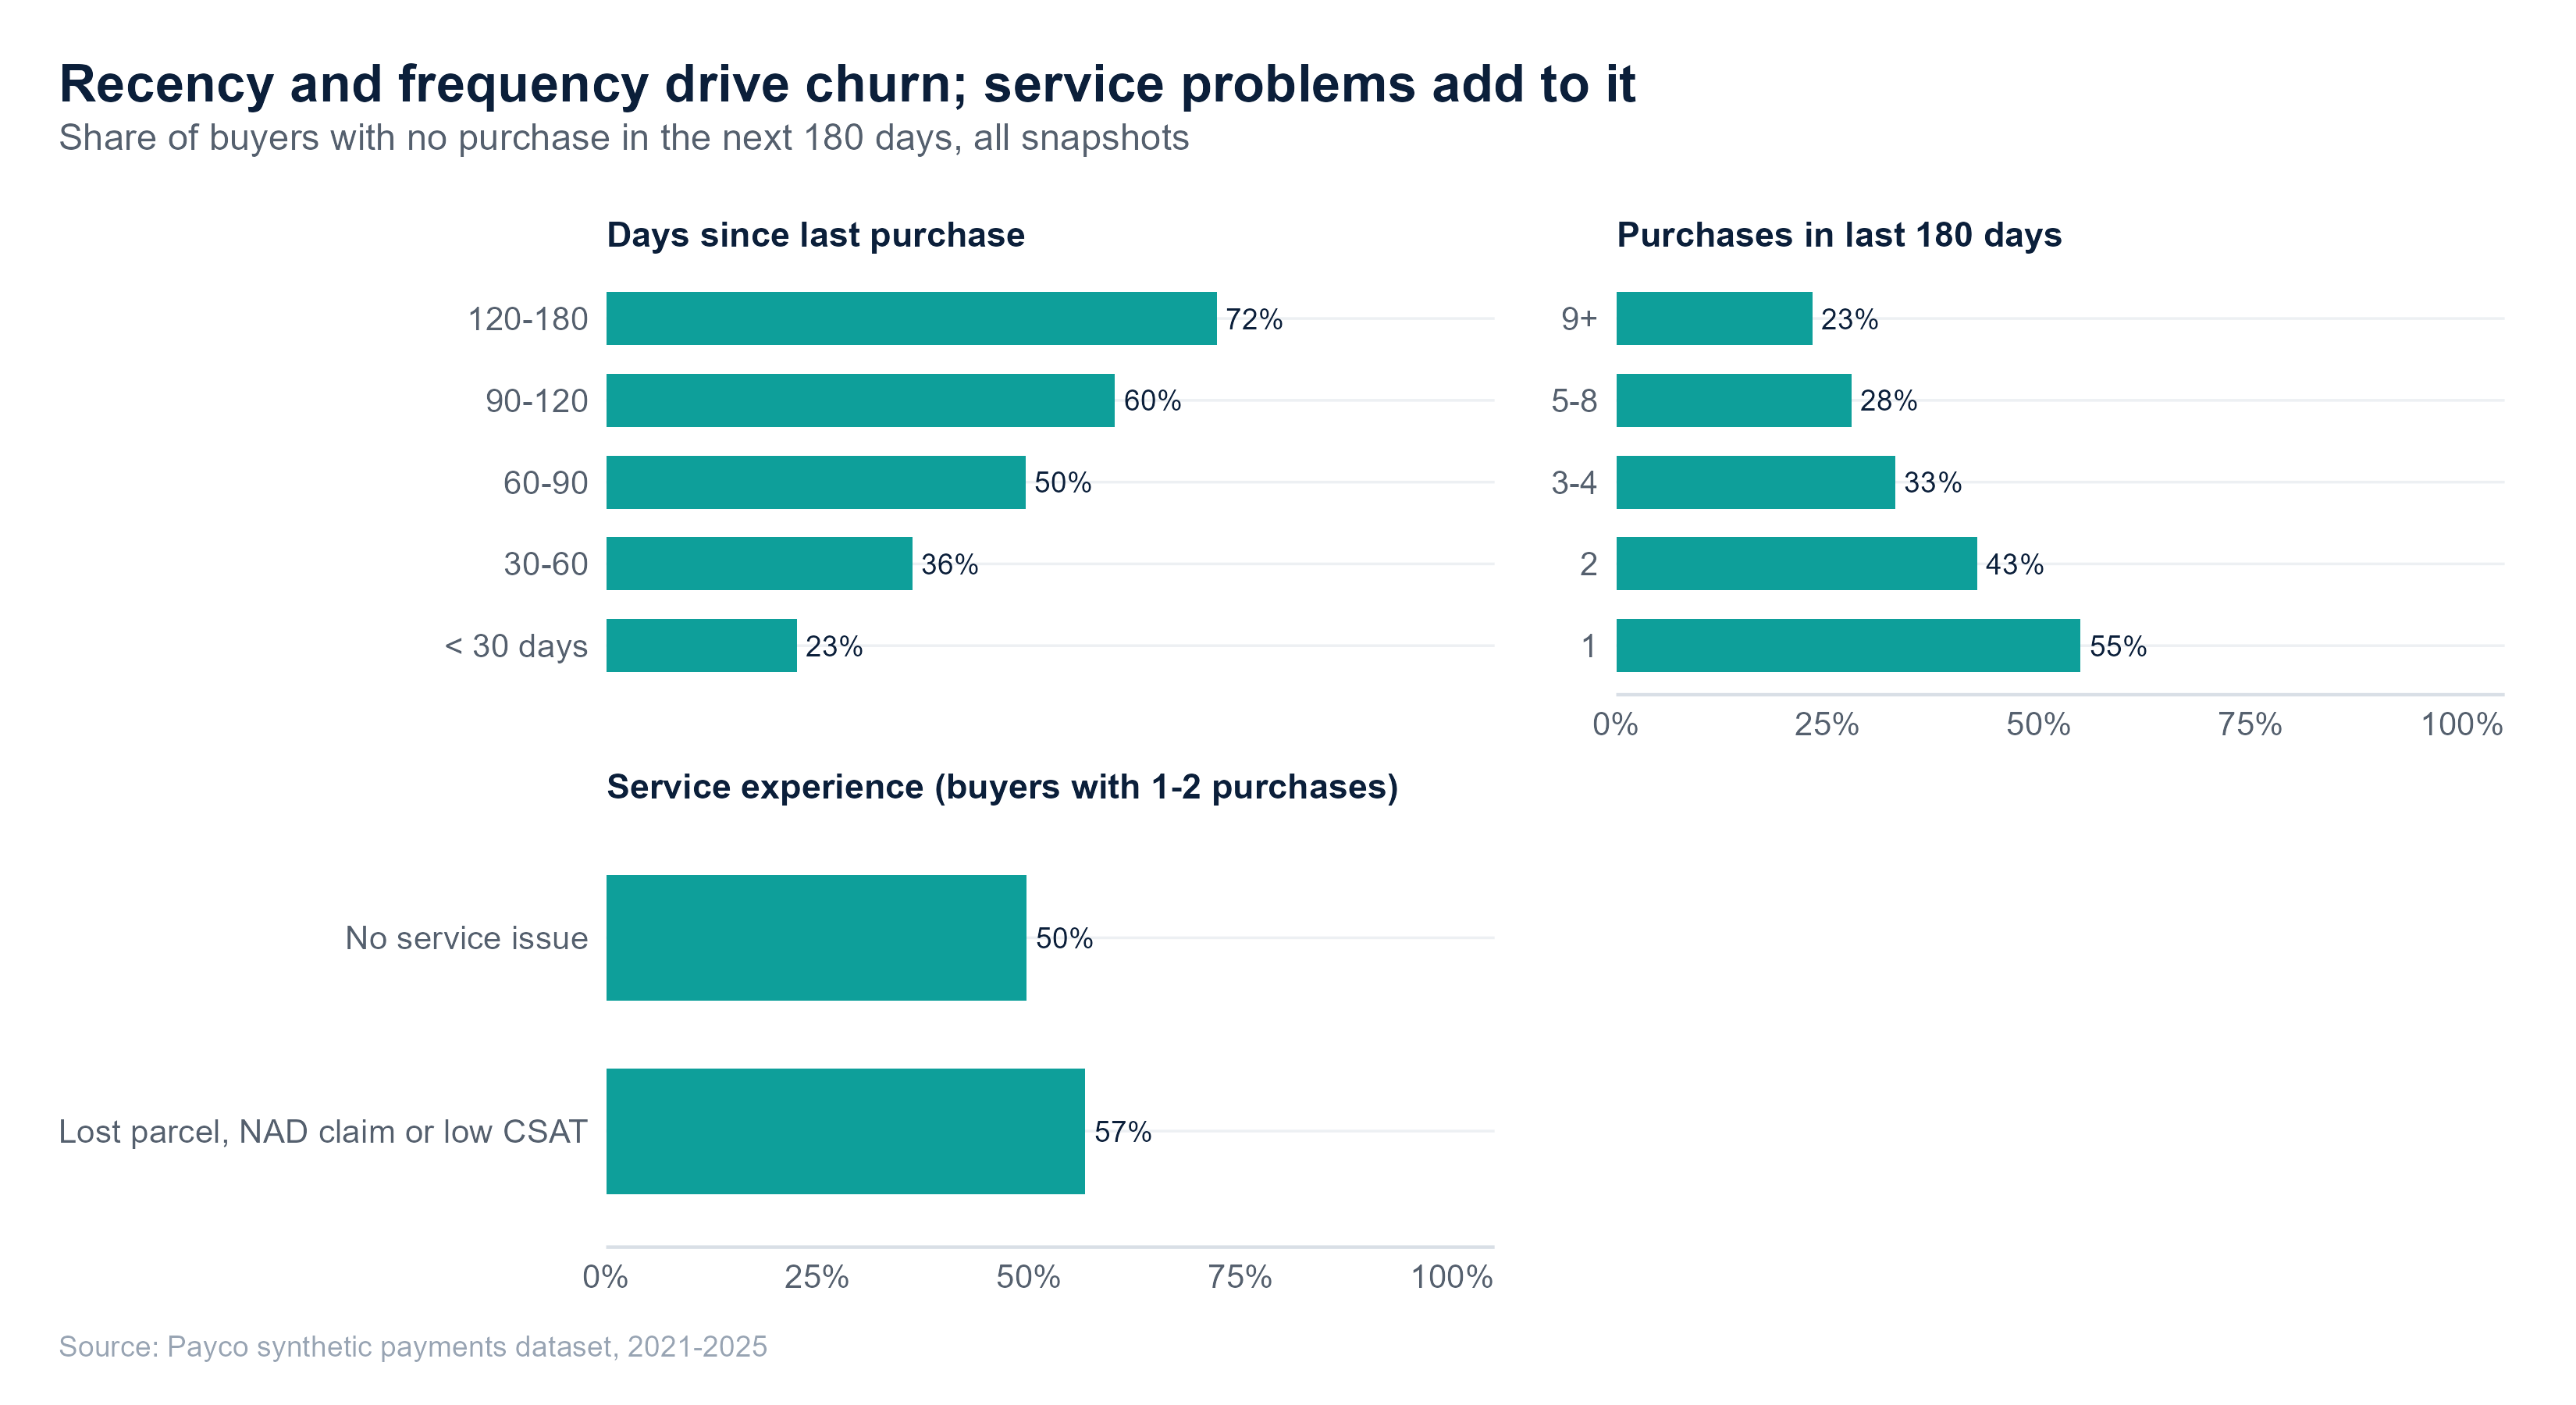 Recency and frequency drive churn; service problems add to it
Share of buyers with no purchase in the next 180 days, all snapshots
Days since last purchase
120-180 72%
90-120 60%
60-90 50%
30-60 36%
< 30 days 23%
Purchases in last 180 days
9+ 23%
5-8 28%
3-4 33%
2 43%
1 55%
0% 25% 50% 75% 100%
Service experience (buyers with 1-2 purchases)
No service issue 50%
Lost parcel, NAD claim or low CSAT 57%
0% 25% 50% 75% 100%
Source: Payco synthetic payments dataset, 2021-2025